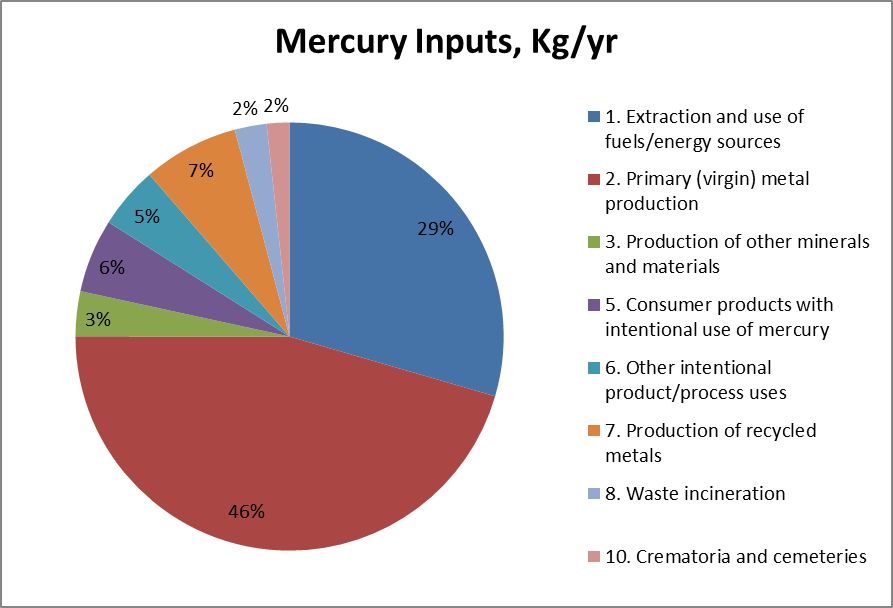 Mercury Inputs, Kg/yr
2% 2%
7%
5%
6%
3%
29%
46%
1. Extraction and use of
fuels/energy sources
2. Primary (virgin) metal
production
3. Production of other minerals
and materials
5. Consumer products with
intentional use of mercury
6. Other intentional
product/process uses
7. Production of recycled
metals
8. Waste incineration
10. Crematoria and cemeteries